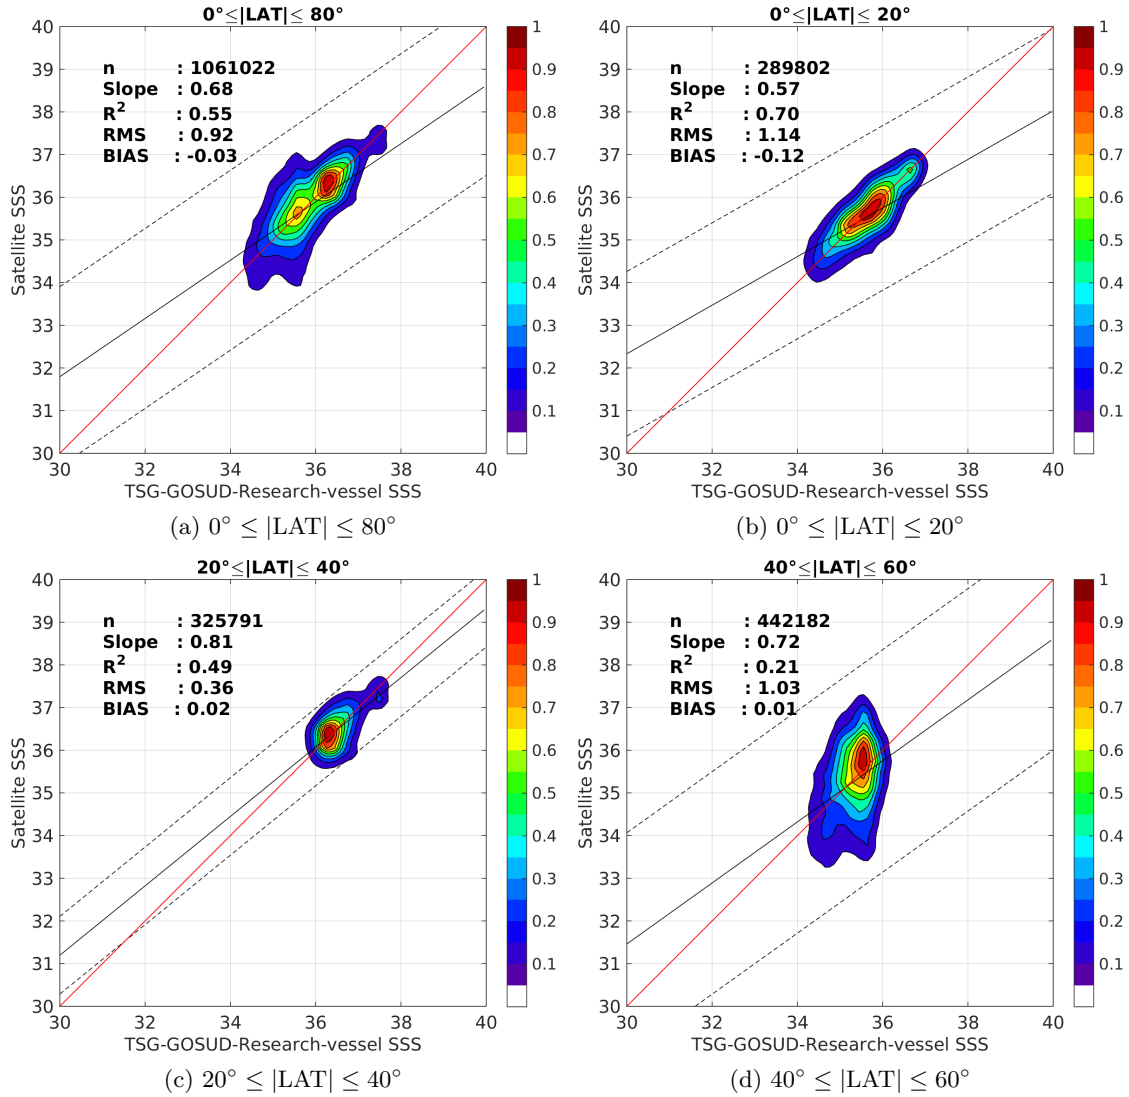 0°≤|LAT|≤ 80°
n : 1061022
Slope : 0.68
R² : 0.55
RMS : 0.92
BIAS : -0.03
Satellite SSS
40
39
38
37
36
35
34
33
32
31
30
30 32 34 36 38 40
TSG-GOSUD-Research-vessel SSS
1
0.9
0.8
0.7
0.6
0.5
0.4
0.3
0.2
0.1
(a) 0° ≤ |LAT| ≤ 80°
0°≤|LAT|≤ 20°
n : 289802
Slope : 0.57
R² : 0.70
RMS : 1.14
BIAS : -0.12
Satellite SSS
40
39
38
37
36
35
34
33
32
31
30
30 32 34 36 38 40
TSG-GOSUD-Research-vessel SSS
1
0.9
0.8
0.7
0.6
0.5
0.4
0.3
0.2
0.1
(b) 0° ≤ |LAT| ≤ 20°
20°≤|LAT|≤ 40°
n : 325791
Slope : 0.81
R² : 0.49
RMS : 0.36
BIAS : 0.02
Satellite SSS
40
39
38
37
36
35
34
33
32
31
30
30 32 34 36 38 40
TSG-GOSUD-Research-vessel SSS
1
0.9
0.8
0.7
0.6
0.5
0.4
0.3
0.2
0.1
(c) 20° ≤ |LAT| ≤ 40°
40°≤|LAT|≤ 60°
n : 442182
Slope : 0.72
R² : 0.21
RMS : 1.03
BIAS : 0.01
Satellite SSS
40
39
38
37
36
35
34
33
32
31
30
30 32 34 36 38 40
TSG-GOSUD-Research-vessel SSS
1
0.9
0.8
0.7
0.6
0.5
0.4
0.3
0.2
0.1
(d) 40° ≤ |LAT| ≤ 60°